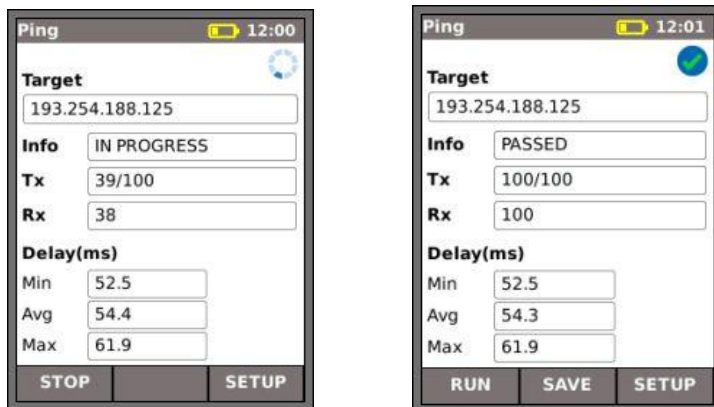 Ping 12:00
Target
193.254.188.125
Info IN PROGRESS
Tx 39/100
Rx 38
Delay(ms)
Min 52.5
Avg 54.4
Max 61.9
STOP SETUP
Ping 12:01
Target
193.254.188.125
Info PASSED
Tx 100/100
Rx 100
Delay(ms)
Min 52.5
Avg 54.3
Max 61.9
RUN SAVE SETUP